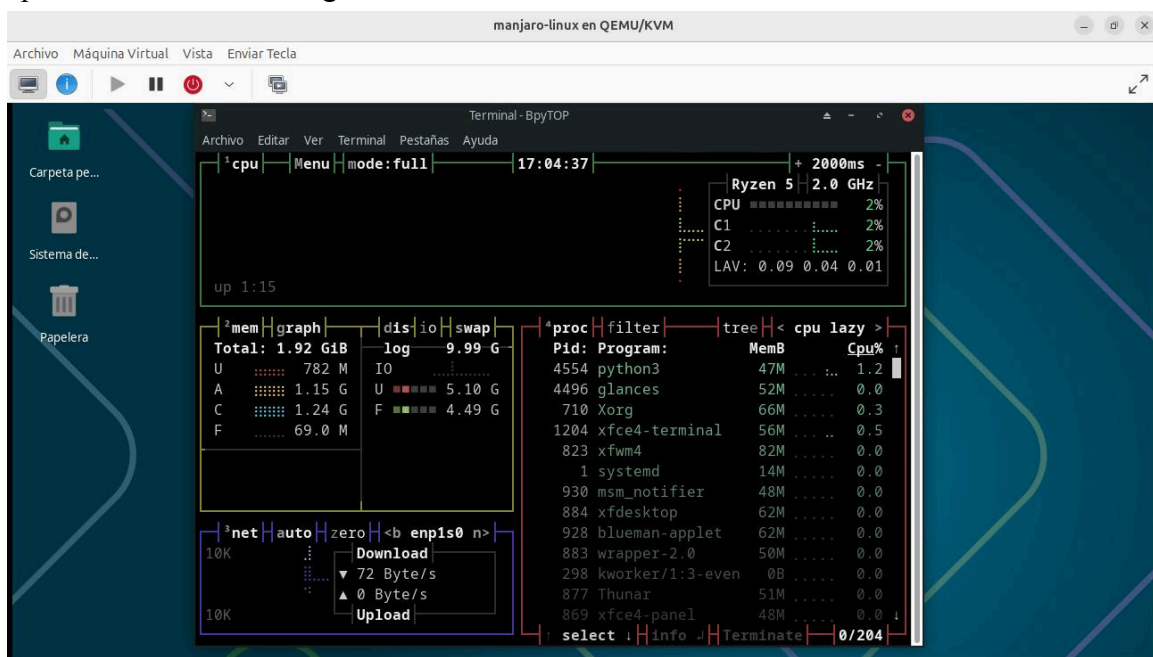 manjaro-linux en QEMU/KVM
Archivo Máquina Virtual Vista Enviar Tecla
Terminal - BpyTOP
Archivo Editar Ver Terminal Pestañas Ayuda
Carpeta pe...
Sistema de...
Papelera
1cpu Menu mode:full 17:04:37 + 2000ms -
Ryzen 5 2.0 GHz
CPU 2%
C1 2%
C2 2%
LAV: 0.09 0.04 0.01
up 1:15
2mem graph dis io swap
Total: 1.92 GiB log 9.99 G
U 782 M IO
A 1.15 G U 5.10 G
C 1.24 G F 4.49 G
F 69.0 M
3net auto zero <b enp1s0 n>
10K Download
▼ 72 Byte/s
▲ 0 Byte/s
10K Upload
4proc filter tree < cpu lazy >
Pid: Program: MemB Cpu% ↑
4554 python3 47M 1.2
4496 glances 52M 0.0
710 Xorg 66M 0.3
1204 xfce4-terminal 56M 0.5
823 xfwm4 82M 0.0
1 systemd 14M 0.0
930 msm_notifier 48M 0.0
884 xfdesktop 62M 0.0
928 blueman-applet 62M 0.0
883 wrapper-2.0 50M 0.0
298 kworker/1:3-even 0B 0.0
877 Thunar 51M 0.0
869 xfce4-panel 48M 0.0 ↓
↑ select ↓ info ↲ Terminate 0/204